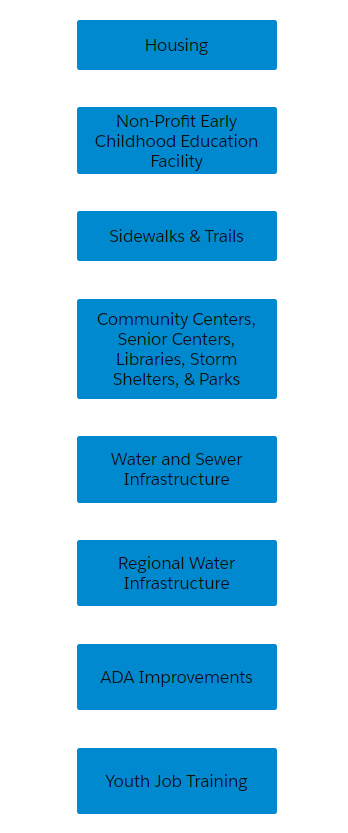 Housing
Non-Profit Early
Childhood Education
Facility
Sidewalks & Trails
Community Centers,
Senior Centers,
Libraries, Storm
Shelters, & Parks
Water and Sewer
Infrastructure
Regional Water
Infrastructure
ADA Improvements
Youth Job Training